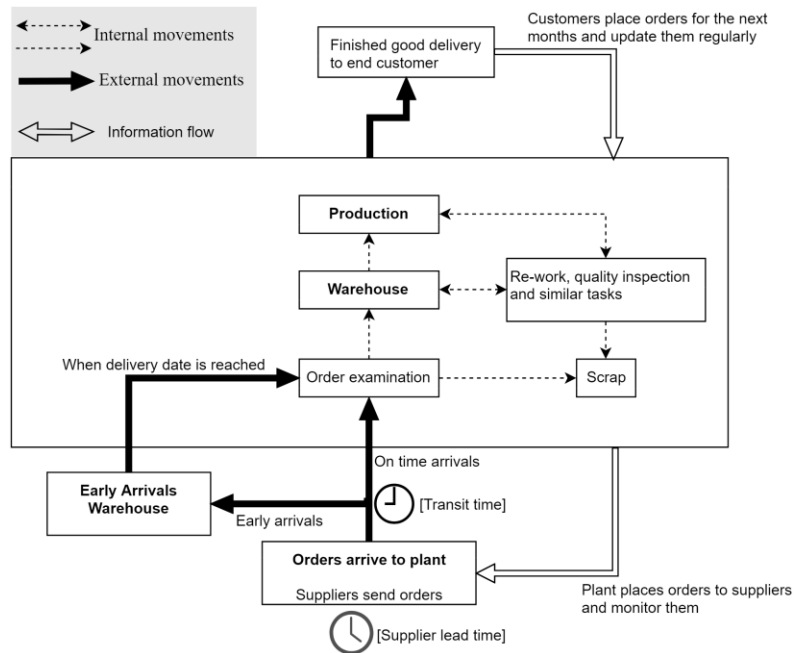 Internal movements
External movements
Information flow
Customers place orders for the next
months and update them regularly
Finished good delivery
to end customer
Production
Warehouse
Re-work, quality inspection
and similar tasks
When delivery date is reached
Order examination
Scrap
On time arrivals
Early Arrivals
Warehouse
Early arrivals
[Transit time]
Orders arrive to plant
Suppliers send orders
Plant places orders to suppliers
and monitor them
[Supplier lead time]